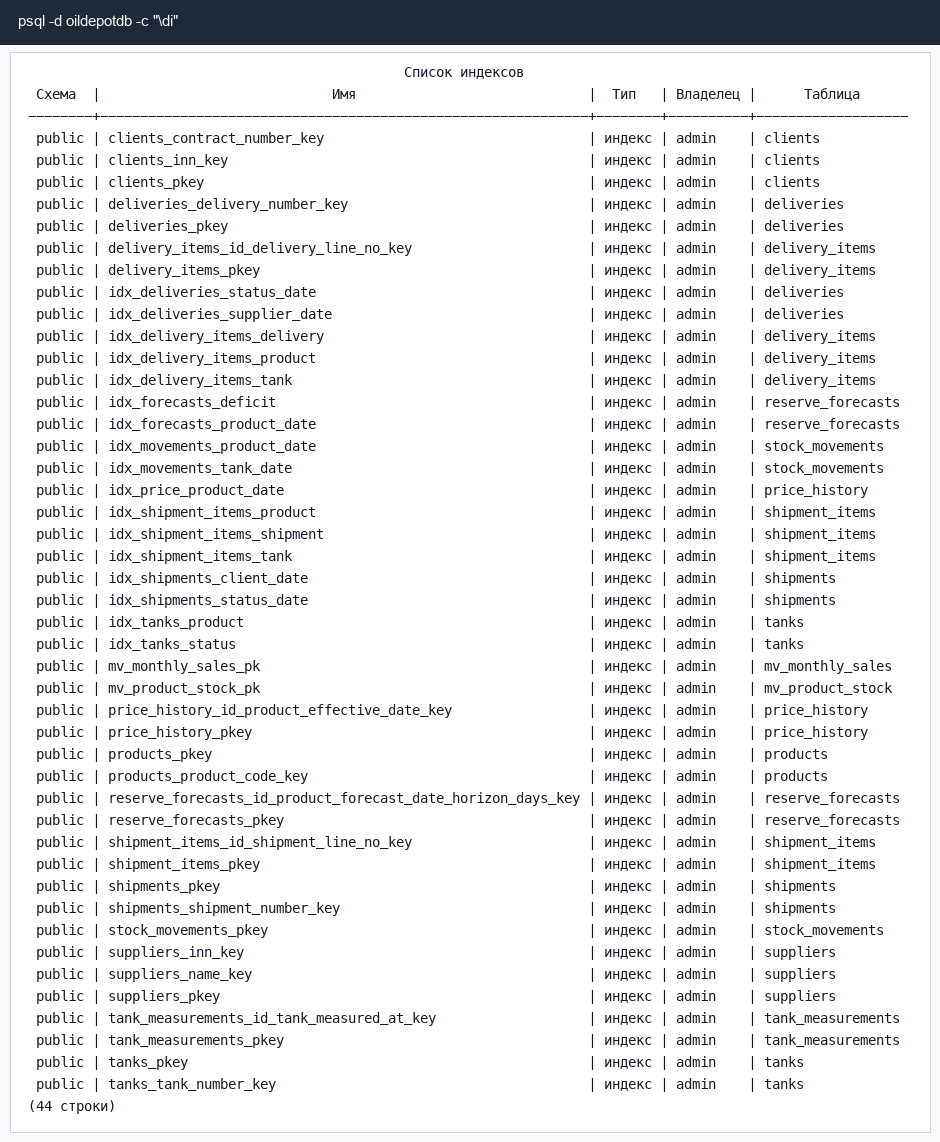 psql -d oildepotdb -c "\di"
                                               Список индексов
 Схема  |                             Имя                             |  Тип   | Владелец |      Таблица
--------+-------------------------------------------------------------+--------+----------+-------------------
 public | clients_contract_number_key                                 | индекс | admin    | clients
 public | clients_inn_key                                             | индекс | admin    | clients
 public | clients_pkey                                                | индекс | admin    | clients
 public | deliveries_delivery_number_key                              | индекс | admin    | deliveries
 public | deliveries_pkey                                             | индекс | admin    | deliveries
 public | delivery_items_id_delivery_line_no_key                      | индекс | admin    | delivery_items
 public | delivery_items_pkey                                         | индекс | admin    | delivery_items
 public | idx_deliveries_status_date                                  | индекс | admin    | deliveries
 public | idx_deliveries_supplier_date                                | индекс | admin    | deliveries
 public | idx_delivery_items_delivery                                 | индекс | admin    | delivery_items
 public | idx_delivery_items_product                                  | индекс | admin    | delivery_items
 public | idx_delivery_items_tank                                     | индекс | admin    | delivery_items
 public | idx_forecasts_deficit                                       | индекс | admin    | reserve_forecasts
 public | idx_forecasts_product_date                                  | индекс | admin    | reserve_forecasts
 public | idx_movements_product_date                                  | индекс | admin    | stock_movements
 public | idx_movements_tank_date                                     | индекс | admin    | stock_movements
 public | idx_price_product_date                                      | индекс | admin    | price_history
 public | idx_shipment_items_product                                  | индекс | admin    | shipment_items
 public | idx_shipment_items_shipment                                 | индекс | admin    | shipment_items
 public | idx_shipment_items_tank                                     | индекс | admin    | shipment_items
 public | idx_shipments_client_date                                   | индекс | admin    | shipments
 public | idx_shipments_status_date                                   | индекс | admin    | shipments
 public | idx_tanks_product                                           | индекс | admin    | tanks
 public | idx_tanks_status                                            | индекс | admin    | tanks
 public | mv_monthly_sales_pk                                         | индекс | admin    | mv_monthly_sales
 public | mv_product_stock_pk                                         | индекс | admin    | mv_product_stock
 public | price_history_id_product_effective_date_key                 | индекс | admin    | price_history
 public | price_history_pkey                                          | индекс | admin    | price_history
 public | products_pkey                                               | индекс | admin    | products
 public | products_product_code_key                                   | индекс | admin    | products
 public | reserve_forecasts_id_product_forecast_date_horizon_days_key | индекс | admin    | reserve_forecasts
 public | reserve_forecasts_pkey                                      | индекс | admin    | reserve_forecasts
 public | shipment_items_id_shipment_line_no_key                      | индекс | admin    | shipment_items
 public | shipment_items_pkey                                         | индекс | admin    | shipment_items
 public | shipments_pkey                                              | индекс | admin    | shipments
 public | shipments_shipment_number_key                               | индекс | admin    | shipments
 public | stock_movements_pkey                                        | индекс | admin    | stock_movements
 public | suppliers_inn_key                                           | индекс | admin    | suppliers
 public | suppliers_name_key                                          | индекс | admin    | suppliers
 public | suppliers_pkey                                              | индекс | admin    | suppliers
 public | tank_measurements_id_tank_measured_at_key                   | индекс | admin    | tank_measurements
 public | tank_measurements_pkey                                      | индекс | admin    | tank_measurements
 public | tanks_pkey                                                  | индекс | admin    | tanks
 public | tanks_tank_number_key                                       | индекс | admin    | tanks
(44 строки)